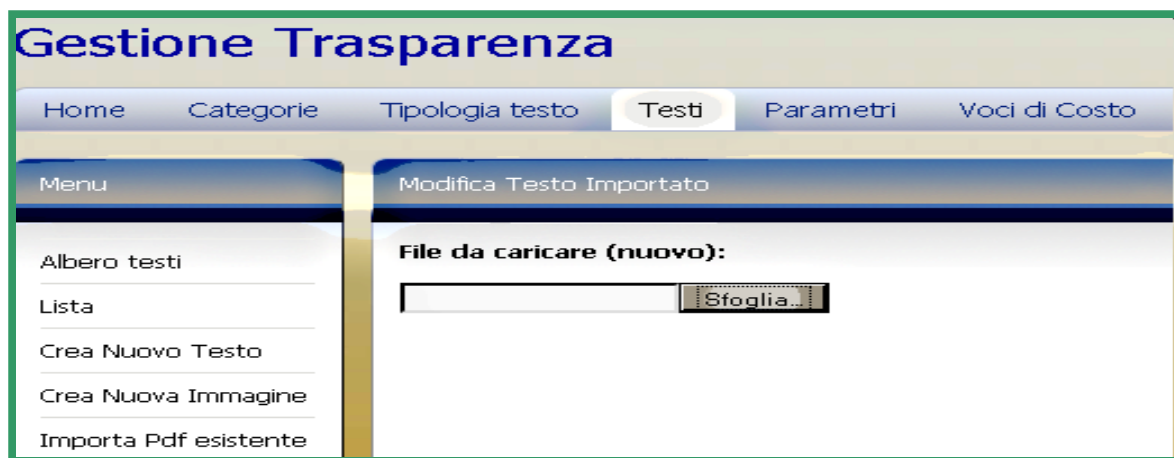 Gestione Trasparenza
Home Categorie Tipologia testo Testi Parametri Voci di Costo
Menu
Albero testi
Lista
Crea Nuovo Testo
Crea Nuova Immagine
Importa Pdf esistente
Modifica Testo Importato
File da caricare (nuovo):
Sfoglia...